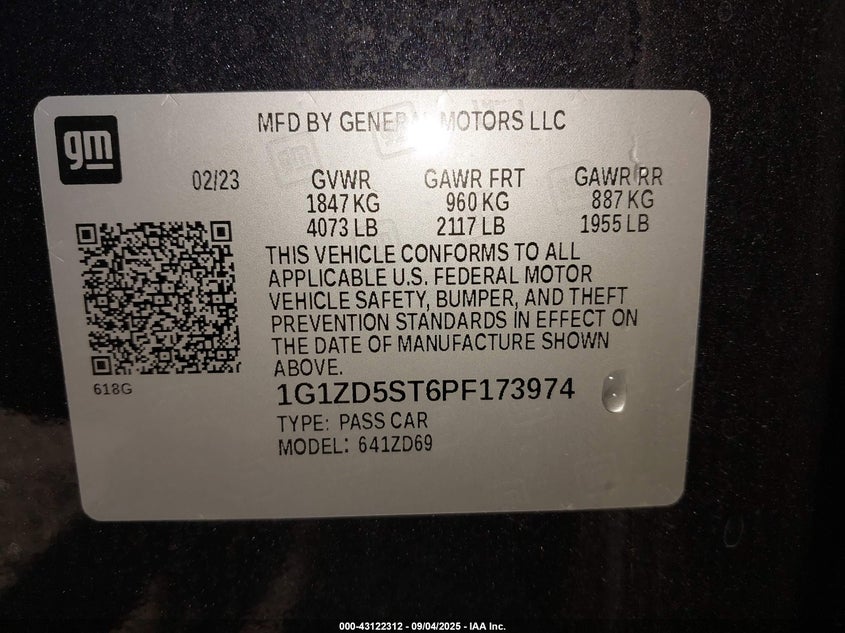 gm
MFD BY GENERAL MOTORS LLC
02/23
GVWR GAWR FRT GAWR RR
1847 KG 960 KG 887 KG
4073 LB 2117 LB 1955 LB
THIS VEHICLE CONFORMS TO ALL
APPLICABLE U.S. FEDERAL MOTOR
VEHICLE SAFETY, BUMPER, AND THEFT
PREVENTION STANDARDS IN EFFECT ON
THE DATE OF MANUFACTURE SHOWN
ABOVE.
618G
1G1ZD5ST6PF173974
TYPE: PASS CAR
MODEL: 641ZD69
000-43122312 - 09/04/2025 - IAA Inc.